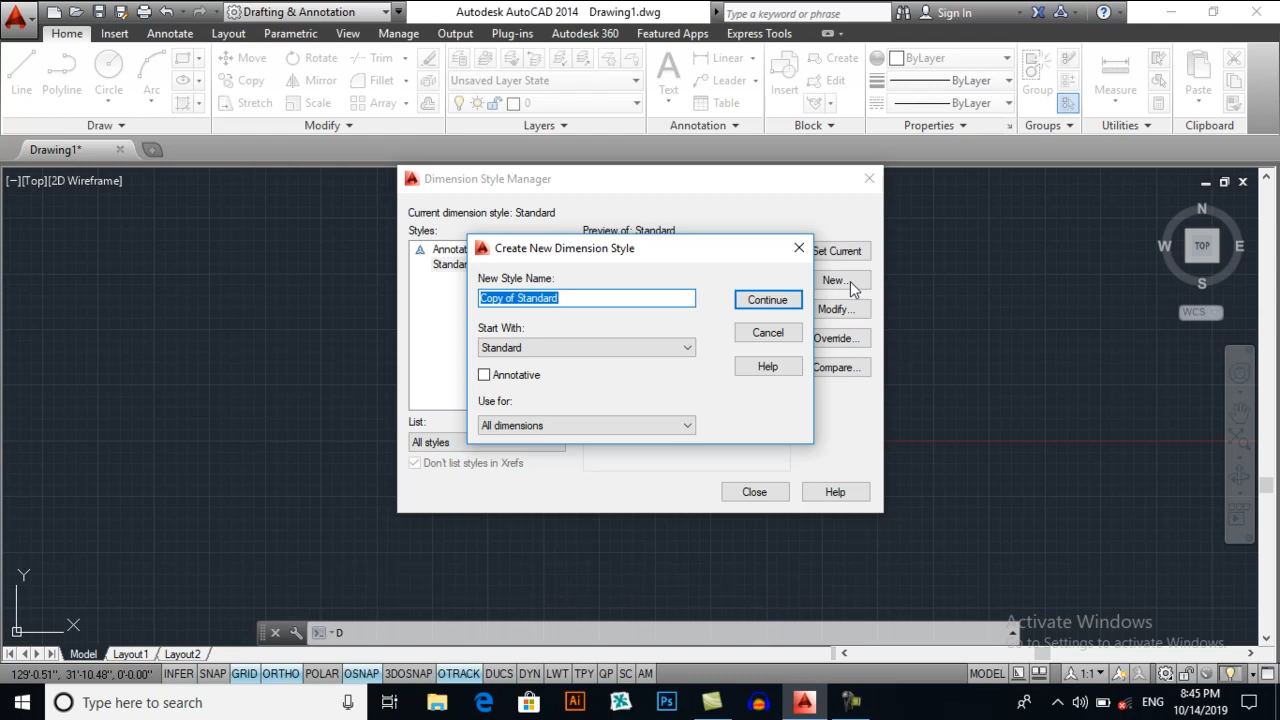 Drafting & Annotation
Autodesk AutoCAD 2014 Drawing1.dwg
Type a keyword or phrase
Sign In
Home Insert Annotate Layout Parametric View Manage Output Plug-ins Autodesk 360 Featured Apps Express Tools
Line Polyline Circle Arc
Move Rotate Trim
Copy Mirror Fillet
Stretch Scale Array
Unsaved Layer State
0
Text
Linear
Leader
Table
Insert
Create
Edit
ByLayer
ByLayer
ByLayer
Group Measure Paste
Draw Modify Layers Annotation Block Properties Groups Utilities Clipboard
Drawing1*
[−][Top][2D Wireframe]
N
W TOP E
S
WCS
Dimension Style Manager
Current dimension style: Standard
Styles:
Preview of: Standard
Annotat
Standar
Set Current
New...
Modify...
Override...
Compare...
Create New Dimension Style
New Style Name:
Copy of Standard
Continue
Start With:
Cancel
Standard
Help
Annotative
Use for:
All dimensions
List:
All styles
Don't list styles in Xrefs
Close Help
Y
X
D
Activate Windows
Go to Settings to activate Windows.
Model Layout1 Layout2
129'-0.51", 31'-10.48", 0'-0.00" INFER SNAP GRID ORTHO POLAR OSNAP 3DOSNAP OTRACK DUCS DYN LWT TPY QP SC AM MODEL 1:1
Type here to search
Ai
Ps
ENG
8:45 PM
10/14/2019